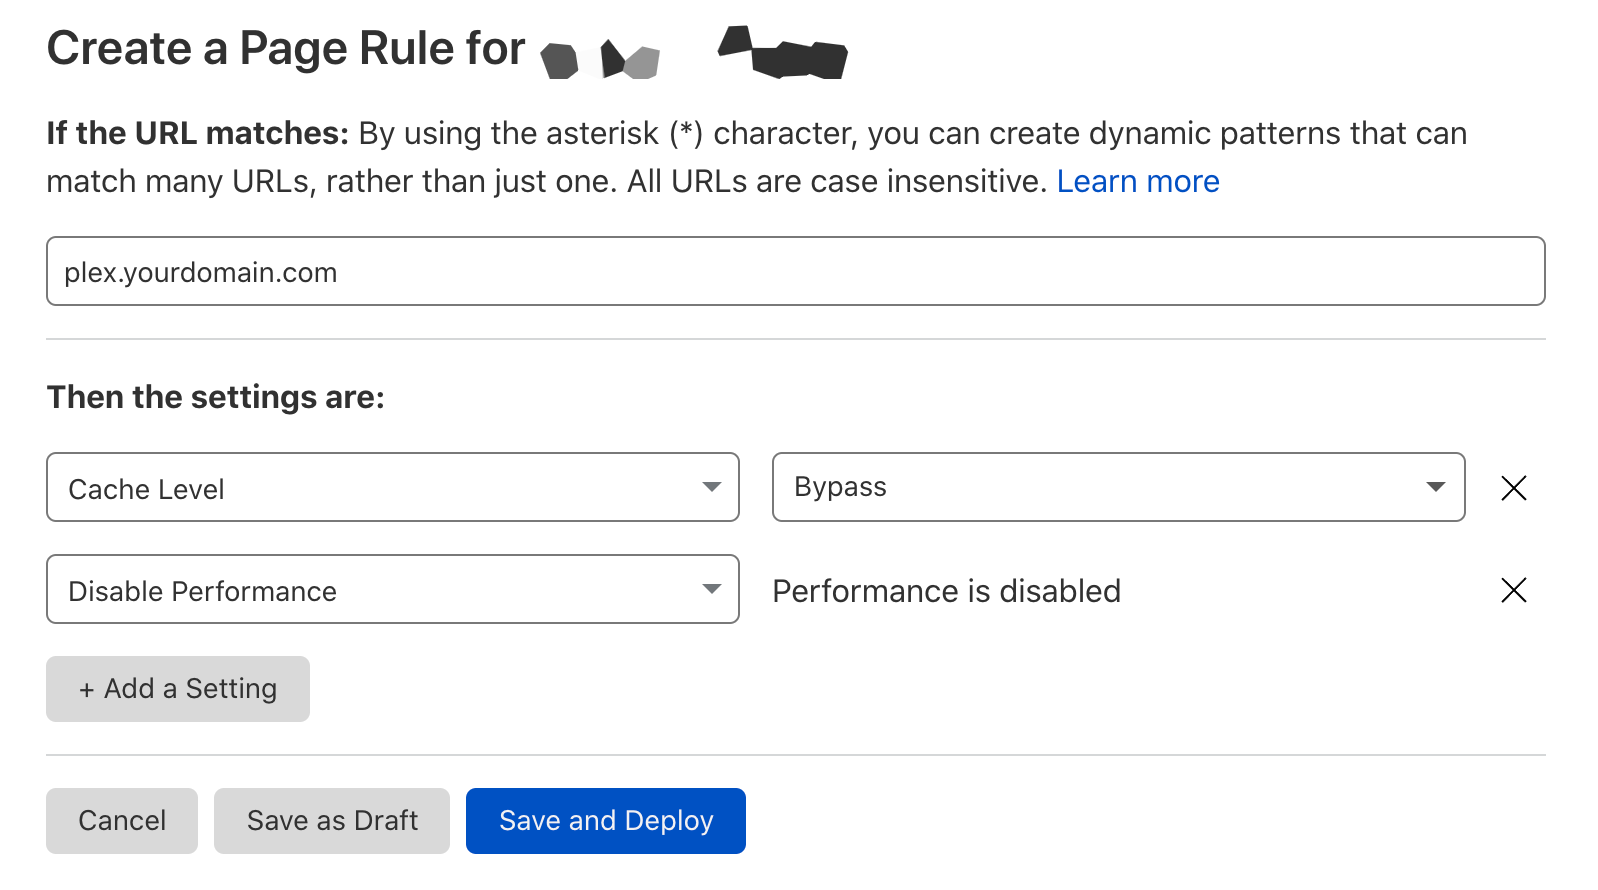 Create a Page Rule for
If the URL matches: By using the asterisk (*) character, you can create dynamic patterns that can
match many URLs, rather than just one. All URLs are case insensitive. Learn more
plex.yourdomain.com
Then the settings are:
Cache Level
Bypass
Disable Performance
Performance is disabled
+ Add a Setting
Cancel
Save as Draft
Save and Deploy